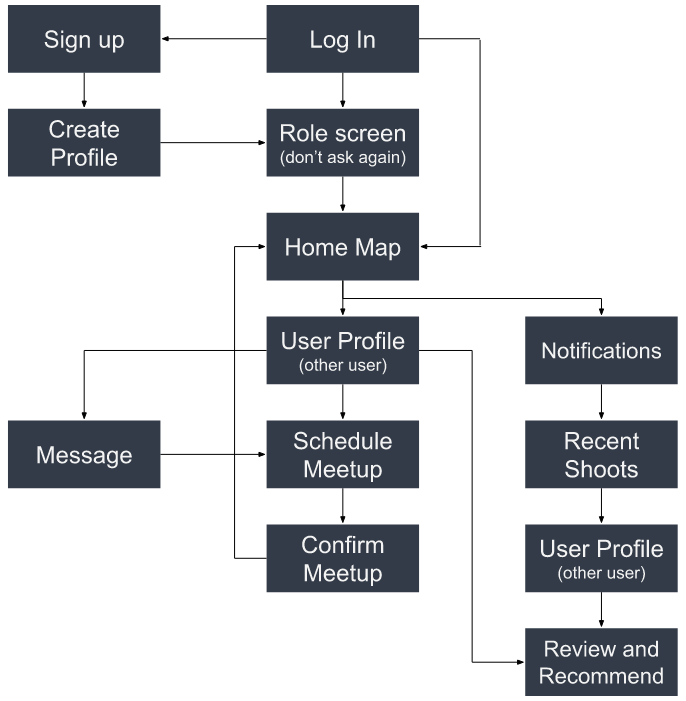 Sign up
Log In
Create
Profile
Role screen
(don't ask again)
Home Map
User Profile
(other user)
Notifications
Message
Schedule
Meetup
Recent
Shoots
Confirm
Meetup
User Profile
(other user)
Review and
Recommend